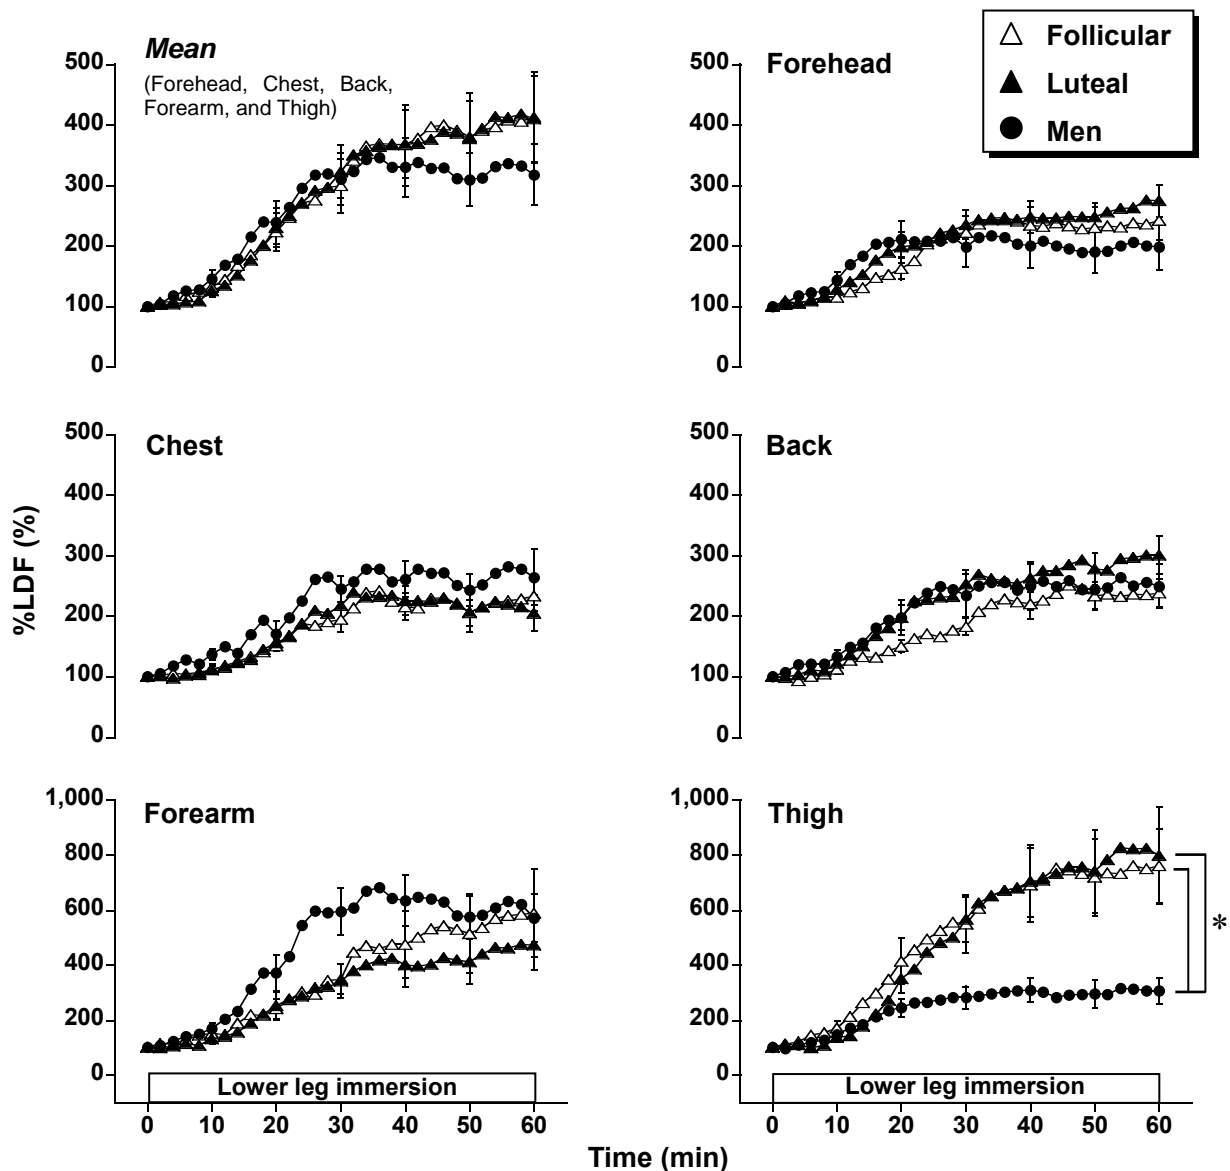 Mean
(Forehead, Chest, Back,
Forearm, and Thigh)
500
400
300
200
100
0
Forehead
500
400
300
200
100
0
Follicular
Luteal
Men
Chest
500
400
300
200
100
0
Back
500
400
300
200
100
0
%LDF (%)
Forearm
1,000
800
600
400
200
0
Lower leg immersion
0 10 20 30 40 50 60
Thigh
1,000
800
600
400
200
0
*
Lower leg immersion
0 10 20 30 40 50 60
Time (min)